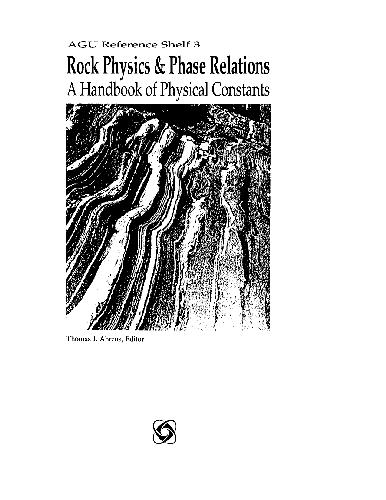 AGU Reference Shelf 3
Rock Physics & Phase Relations
A Handbook of Physical Constants
Thomas J. Ahrens, Editor